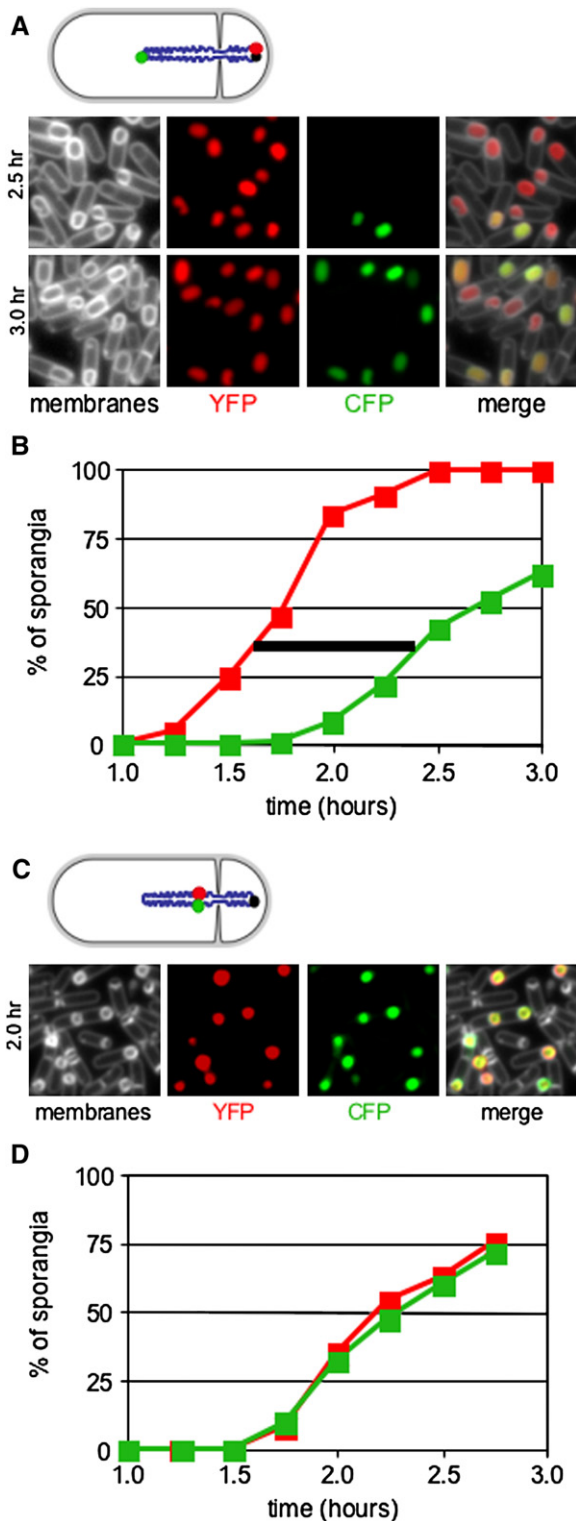 A
2.5 hr
3.0 hr
membranes YFP CFP merge
B
100
75
50
25
0
% of sporangia
1.0 1.5 2.0 2.5 3.0
time (hours)
C
2.0 hr
membranes YFP CFP merge
D
100
75
50
25
0
% of sporangia
1.0 1.5 2.0 2.5 3.0
time (hours)